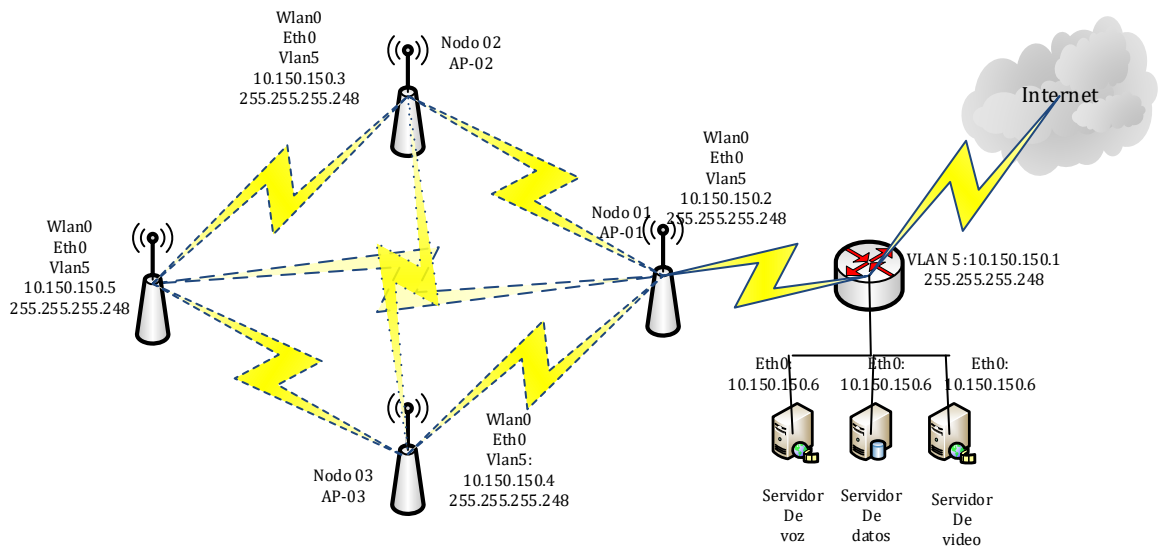 Wlan0
Eth0
Vlan5
10.150.150.3
255.255.255.248
Nodo 02
AP-02
Internet
Wlan0
Eth0
Vlan5
10.150.150.2
255.255.255.248
Nodo 01
AP-01
Wlan0
Eth0
Vlan5
10.150.150.5
255.255.255.248
VLAN 5 :10.150.150.1
255.255.255.248
Eth0:
10.150.150.6
Eth0:
10.150.150.6
Eth0:
10.150.150.6
Wlan0
Eth0
Vlan5:
10.150.150.4
255.255.255.248
Nodo 03
AP-03
Servidor
De
voz
Servidor
De
datos
Servidor
De
video